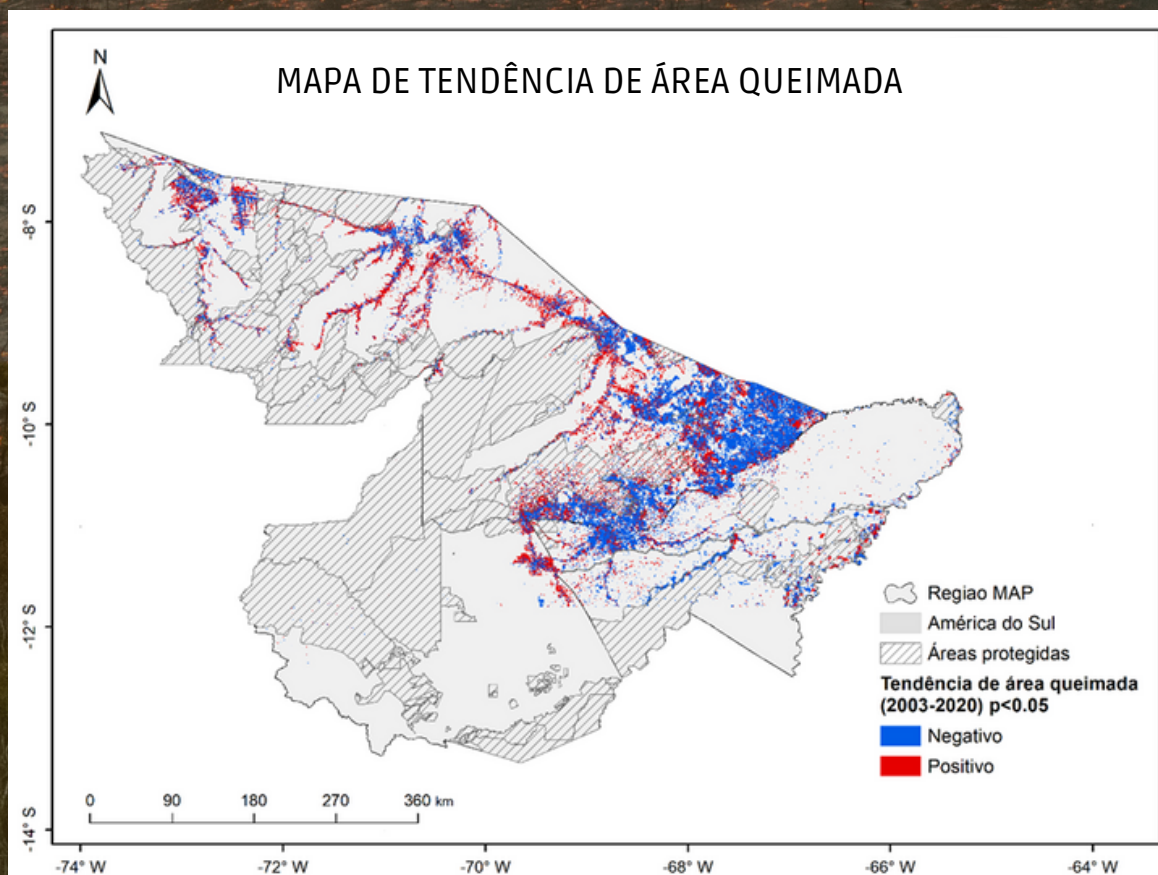 N
MAPA DE TENDÊNCIA DE ÁREA QUEIMADA
-8° S
-10° S
-12° S
-14° S
Regiao MAP
América do Sul
Áreas protegidas
Tendência de área queimada
(2003-2020) p<0.05
Negativo
Positivo
0 90 180 270 360 km
-74° W -72° W -70° W -68° W -66° W -64° W